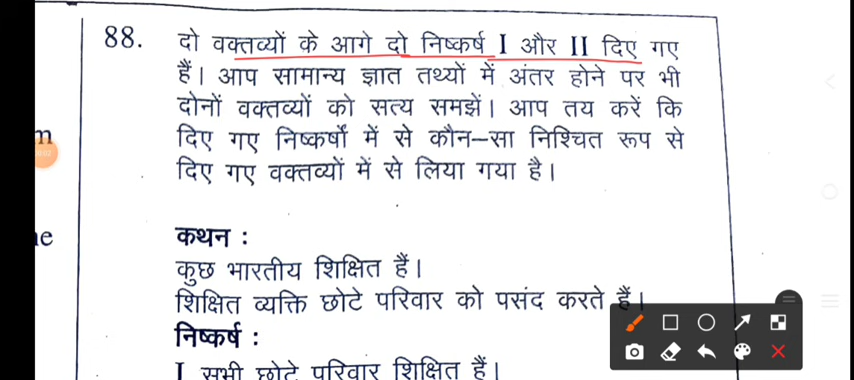 88. दो वक्तव्यों के आगे दो निष्कर्ष I और II दिए गए
हैं। आप सामान्य ज्ञात तथ्यों में अंतर होने पर भी
दोनों वक्तव्यों को सत्य समझें। आप तय करें कि
m
दिए गए निष्कर्षों में से कौन–सा निश्चित रूप से
दिए गए वक्तव्यों में से लिया गया है।
e
कथन :
कुछ भारतीय शिक्षित हैं।
शिक्षित व्यक्ति छोटे परिवार को पसंद करते हैं।
निष्कर्ष :
I सभी छोटे परिवार शिक्षित हैं।